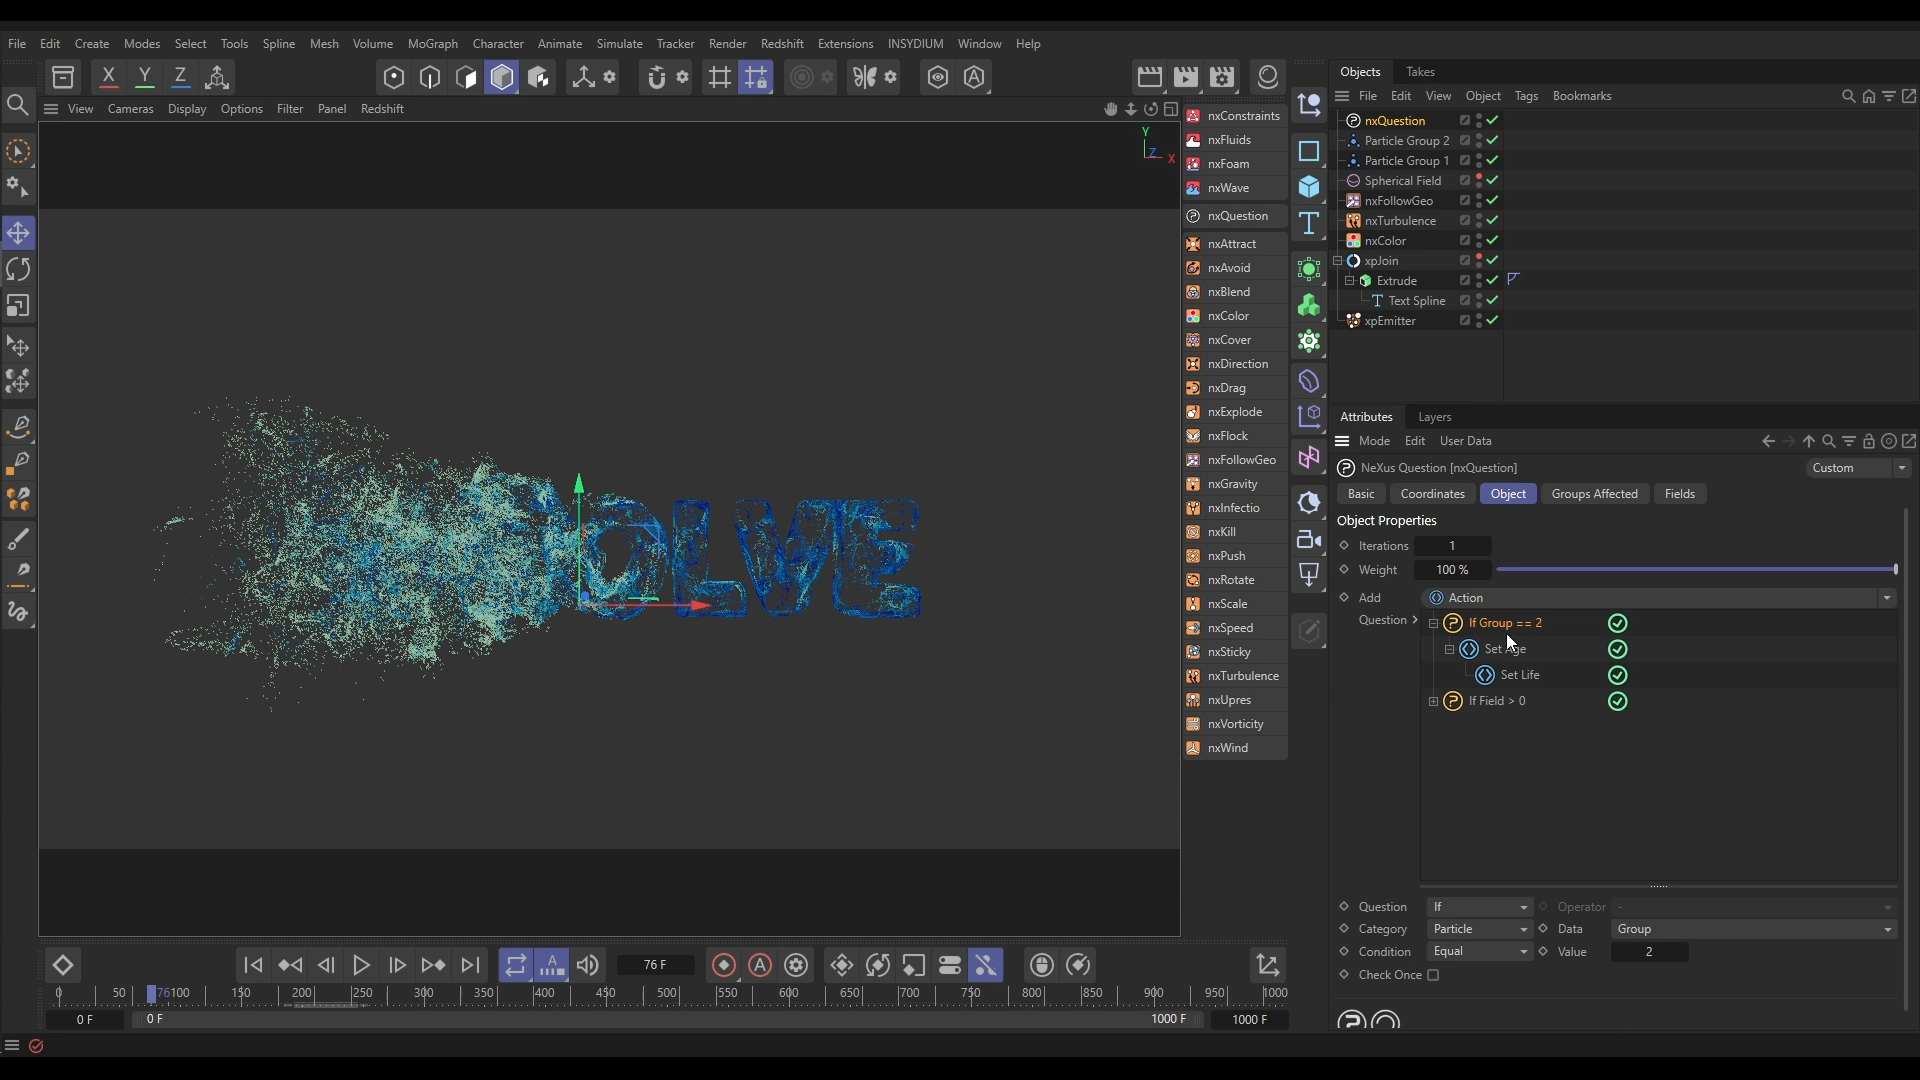 File Edit Create Modes Select Tools Spline Mesh Volume MoGraph Character Animate Simulate Tracker Render Redshift Extensions INSYDIUM Window Help
X Y Z
View Cameras Display Options Filter Panel Redshift
Y
Z X
OLVE
nxConstraints
nxFluids
nxFoam
nxWave
nxQuestion
nxAttract
nxAvoid
nxBlend
nxColor
nxCover
nxDirection
nxDrag
nxExplode
nxFlock
nxFollowGeo
nxGravity
nxInfectio
nxKill
nxPush
nxRotate
nxScale
nxSpeed
nxSticky
nxTurbulence
nxUpres
nxVorticity
nxWind
Objects Takes
File Edit View Object Tags Bookmarks
nxQuestion
Particle Group 2
Particle Group 1
Spherical Field
nxFollowGeo
nxTurbulence
nxColor
xpJoin
Extrude
Text Spline
xpEmitter
Attributes Layers
Mode Edit User Data
NeXus Question [nxQuestion] Custom
Basic Coordinates Object Groups Affected Fields
Object Properties
Iterations 1
Weight 100 %
Add Action
Question
If Group == 2
Set Age
Set Life
If Field > 0
Question If Operator -
Category Particle Data Group
Condition Equal Value 2
Check Once
76 F
0 50 76 100 150 200 250 300 350 400 450 500 550 600 650 700 750 800 850 900 950 1000
0 F 0 F 1000 F 1000 F